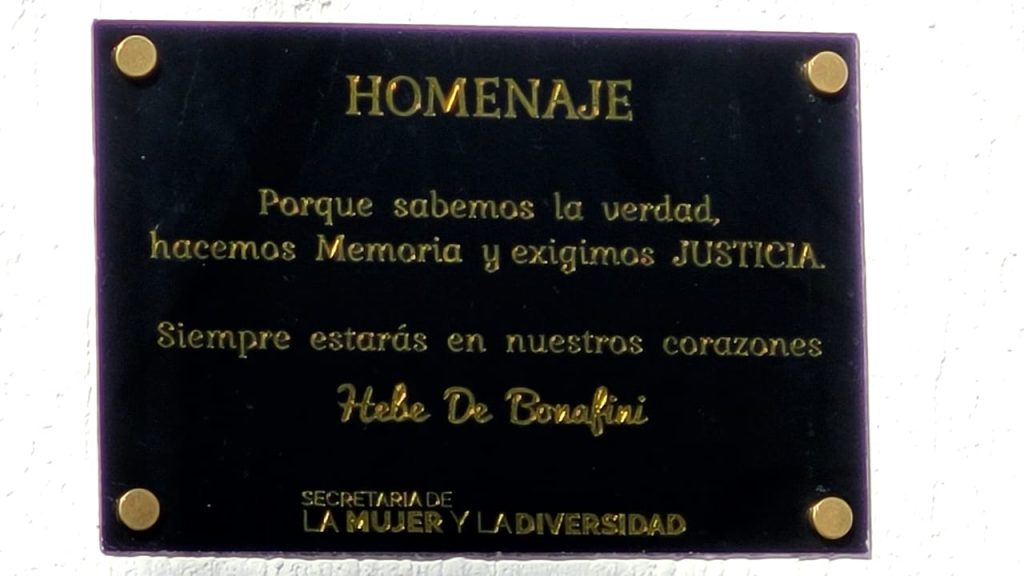 HOMENAJE
Porque sabemos la verdad,
hacemos Memoria y exigimos JUSTICIA.
Siempre estarás en nuestros corazones
Hebe De Bonafini
SECRETARIA DE
LA MUJER Y LA DIVERSIDAD